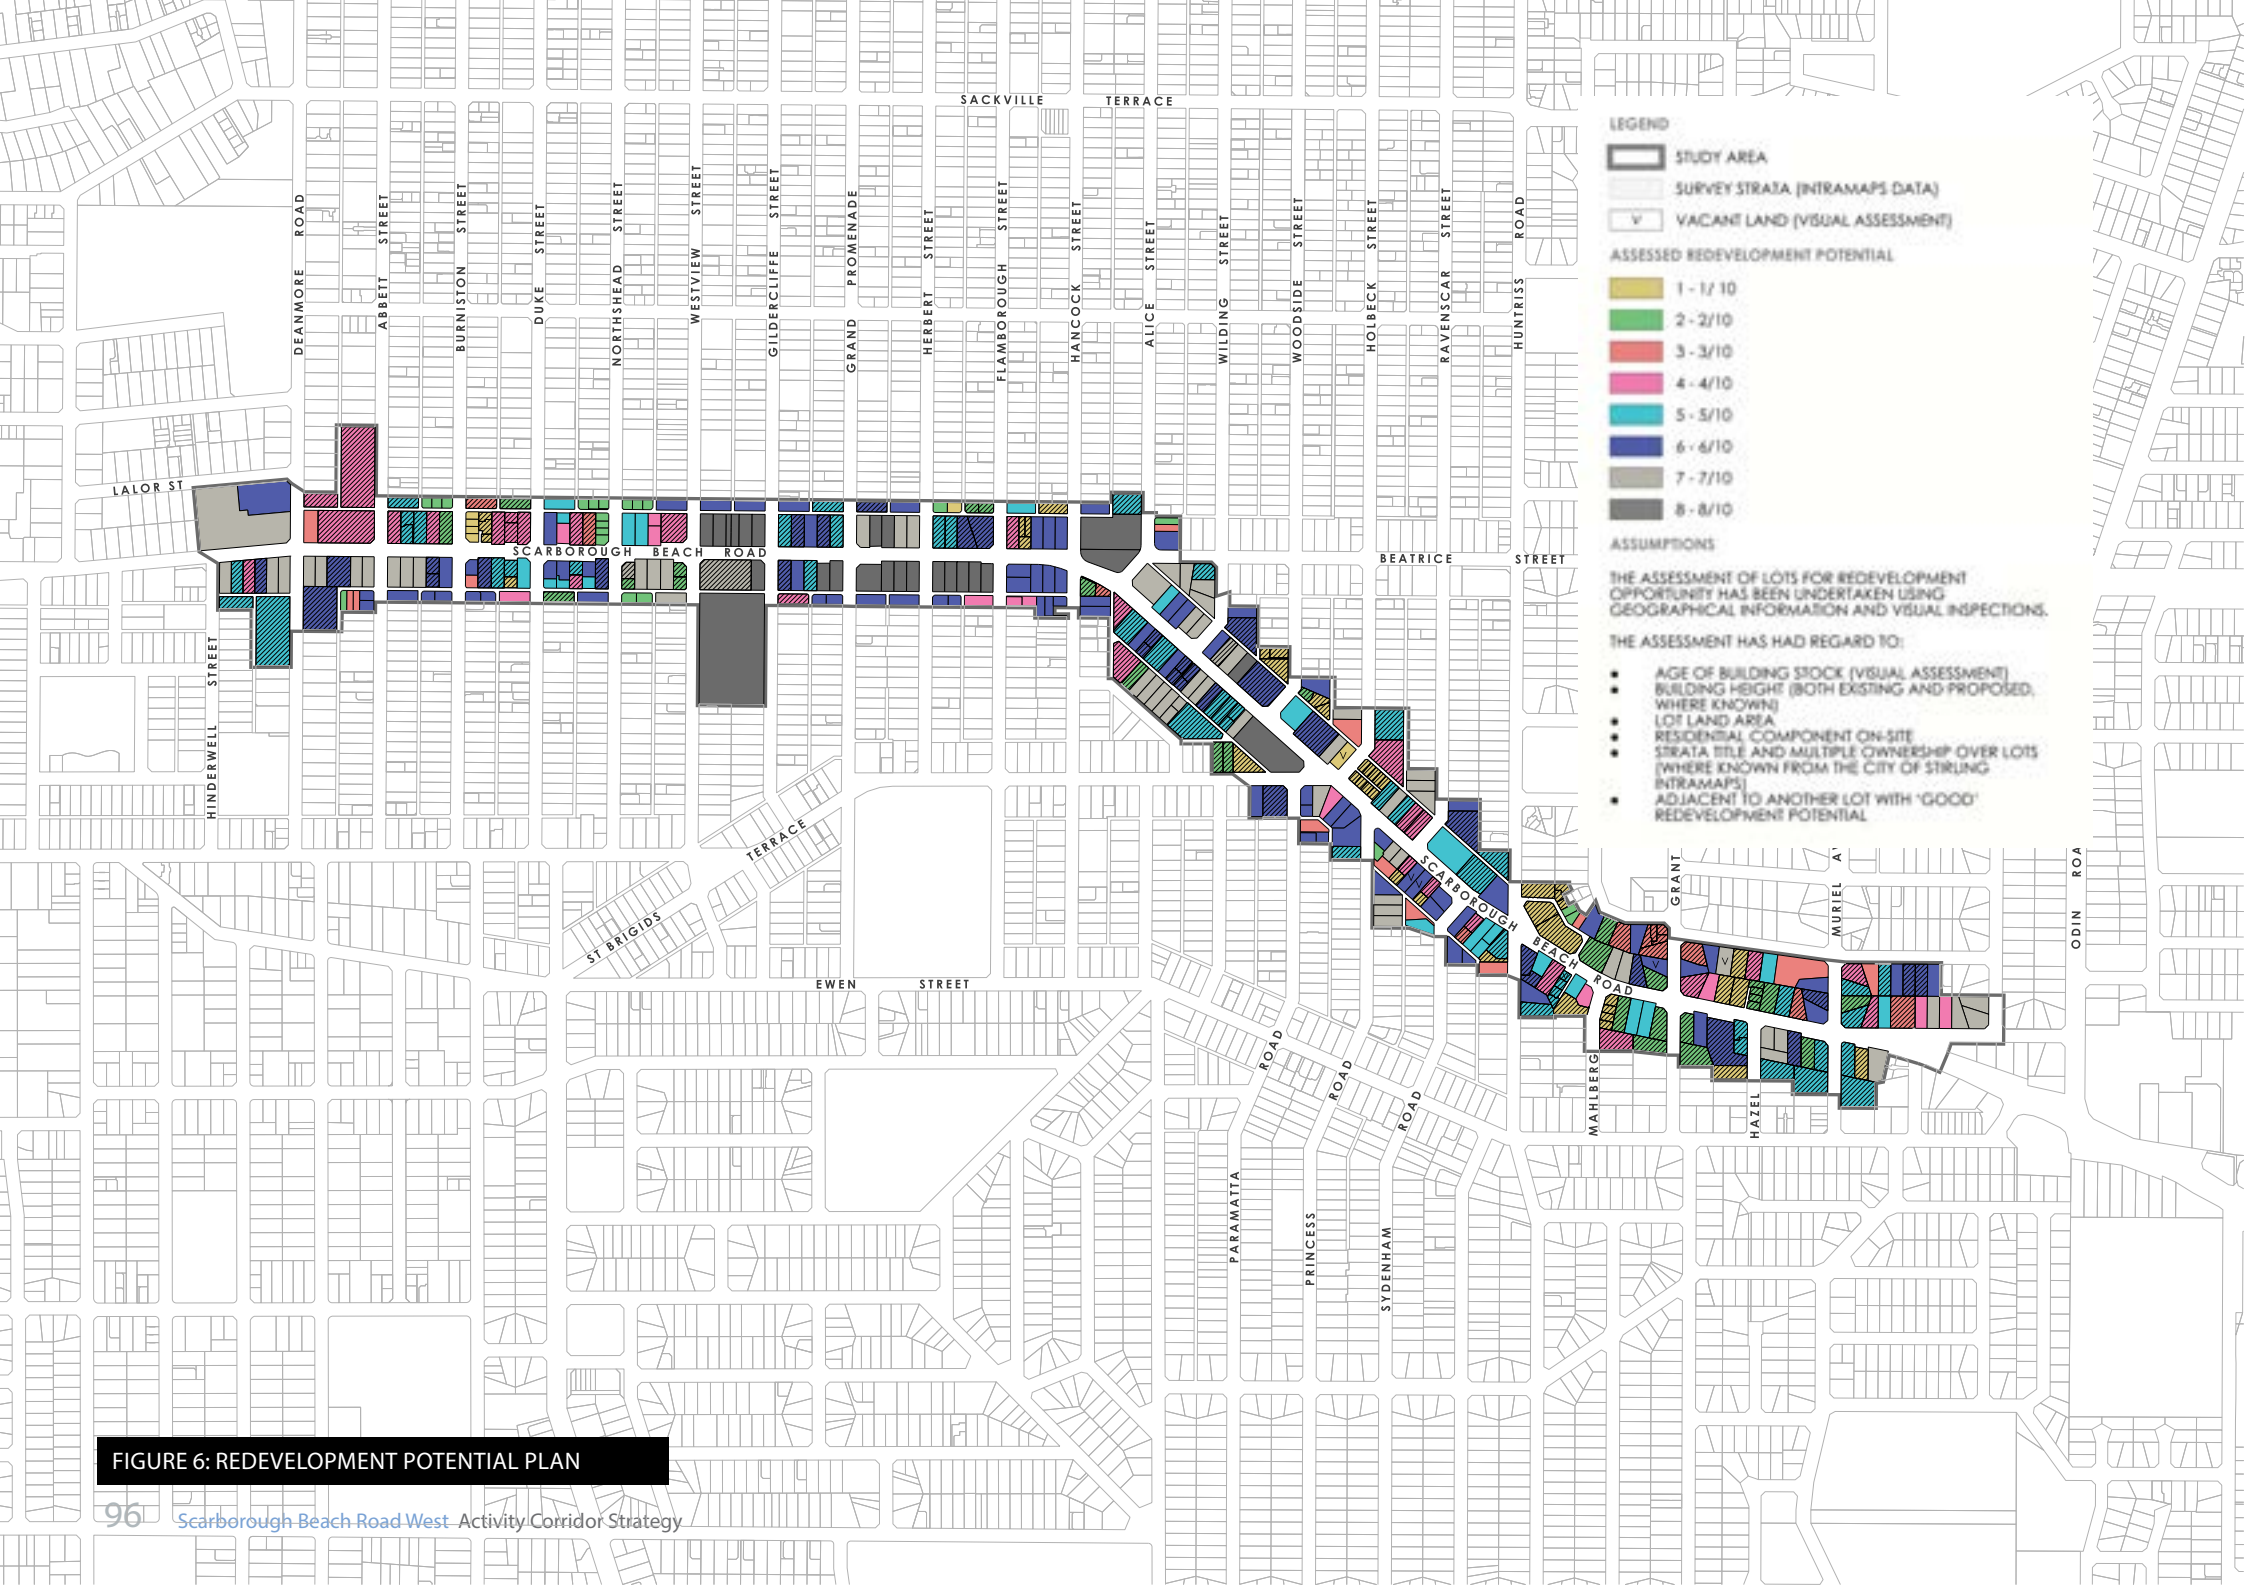 SACKVILLE TERRACE
DEANMORE ROAD
ABBETT STREET
BURNISTON STREET
DUKE STREET
NORTHSHEAD STREET
WESTVIEW STREET
GILDERCLIFFE STREET
GRAND PROMENADE
HERBERT STREET
FLAMBOROUGH STREET
HANCOCK STREET
ALICE STREET
WILDING STREET
WOODSIDE STREET
HOLBECK STREET
RAVENSCAR STREET
HUNTRISS ROAD
LEGEND
STUDY AREA
SURVEY STRATA (INTRAMAPS DATA)
V VACANT LAND (VISUAL ASSESSMENT)
ASSESSED REDEVELOPMENT POTENTIAL
1 - 1/ 10
2 - 2/10
3 - 3/10
4 - 4/10
5 - 5/10
6 - 6/10
7 - 7/10
8 - 8/10
ASSUMPTIONS
THE ASSESSMENT OF LOTS FOR REDEVELOPMENT
OPPORTUNITY HAS BEEN UNDERTAKEN USING
GEOGRAPHICAL INFORMATION AND VISUAL INSPECTIONS.
THE ASSESSMENT HAS HAD REGARD TO:
• AGE OF BUILDING STOCK (VISUAL ASSESSMENT)
• BUILDING HEIGHT (BOTH EXISTING AND PROPOSED,
WHERE KNOWN)
• LOT LAND AREA
• RESIDENTIAL COMPONENT ON-SITE
• STRATA TITLE AND MULTIPLE OWNERSHIP OVER LOTS
(WHERE KNOWN FROM THE CITY OF STIRLING
INTRAMAPS)
• ADJACENT TO ANOTHER LOT WITH 'GOOD'
REDEVELOPMENT POTENTIAL
LALOR ST
SCARBOROUGH BEACH ROAD
BEATRICE STREET
HINDERWELL STREET
TERRACE
ST BRIGIDS
EWEN STREET
SCARBOROUGH
BEACH
ROAD
V
V
GRANT
MURIEL AV
ODIN ROA
ROAD
ROAD
ROAD
PARAMATTA
PRINCESS
SYDENHAM
MAHLBERG
HAZEL
FIGURE 6: REDEVELOPMENT POTENTIAL PLAN
96 Scarborough Beach Road West Activity Corridor Strategy